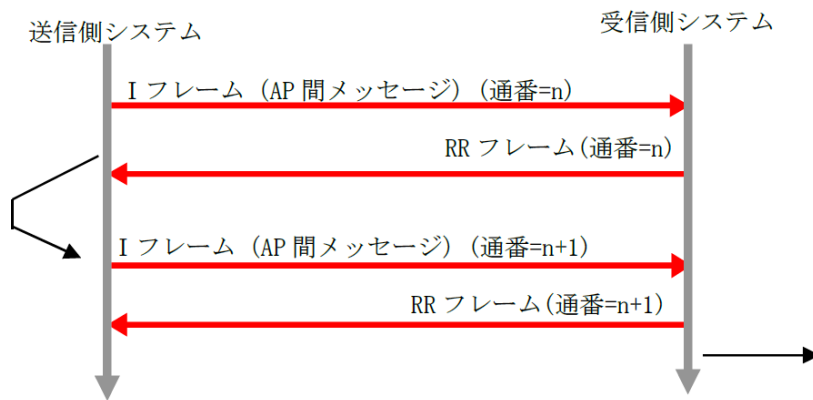 送信側システム
受信側システム
I フレーム (AP 間メッセージ) (通番=n)
RR フレーム(通番=n)
I フレーム (AP 間メッセージ) (通番=n+1)
RR フレーム(通番=n+1)